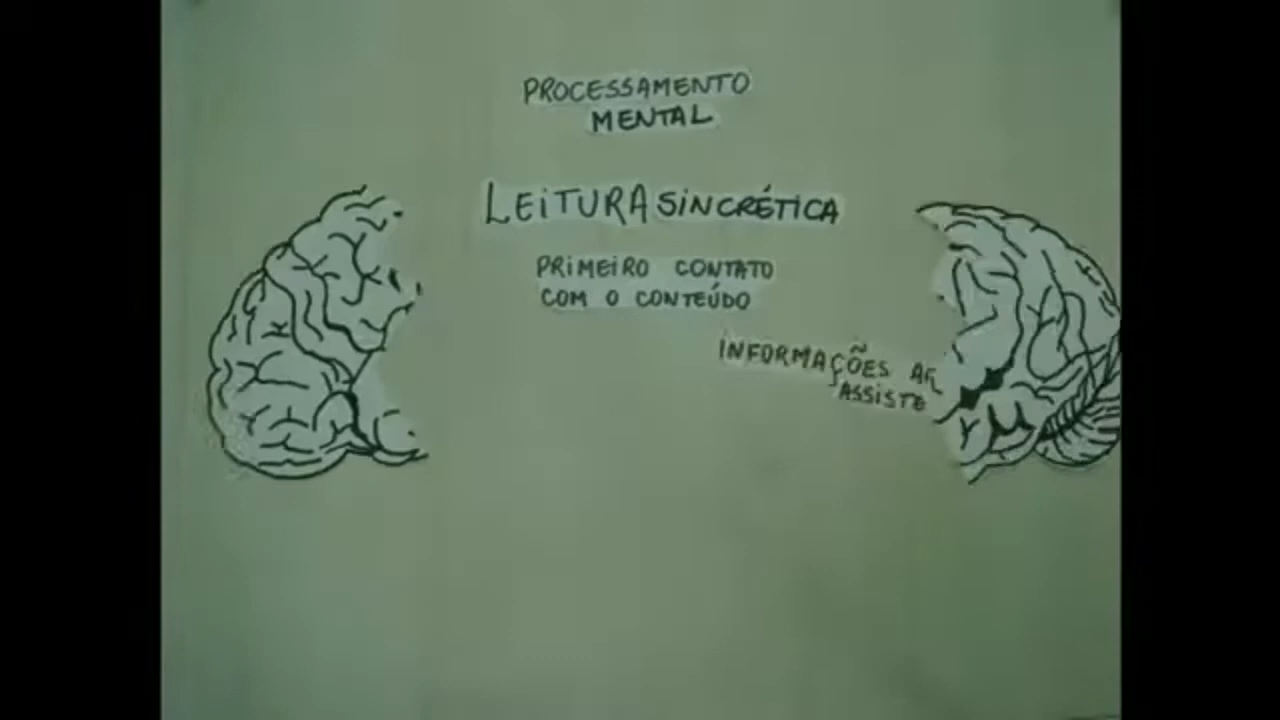 PROCESSAMENTO
MENTAL
LEITURA SINCRÉTICA
PRIMEIRO CONTATO
COM O CONTEÚDO
INFORMAÇÕES